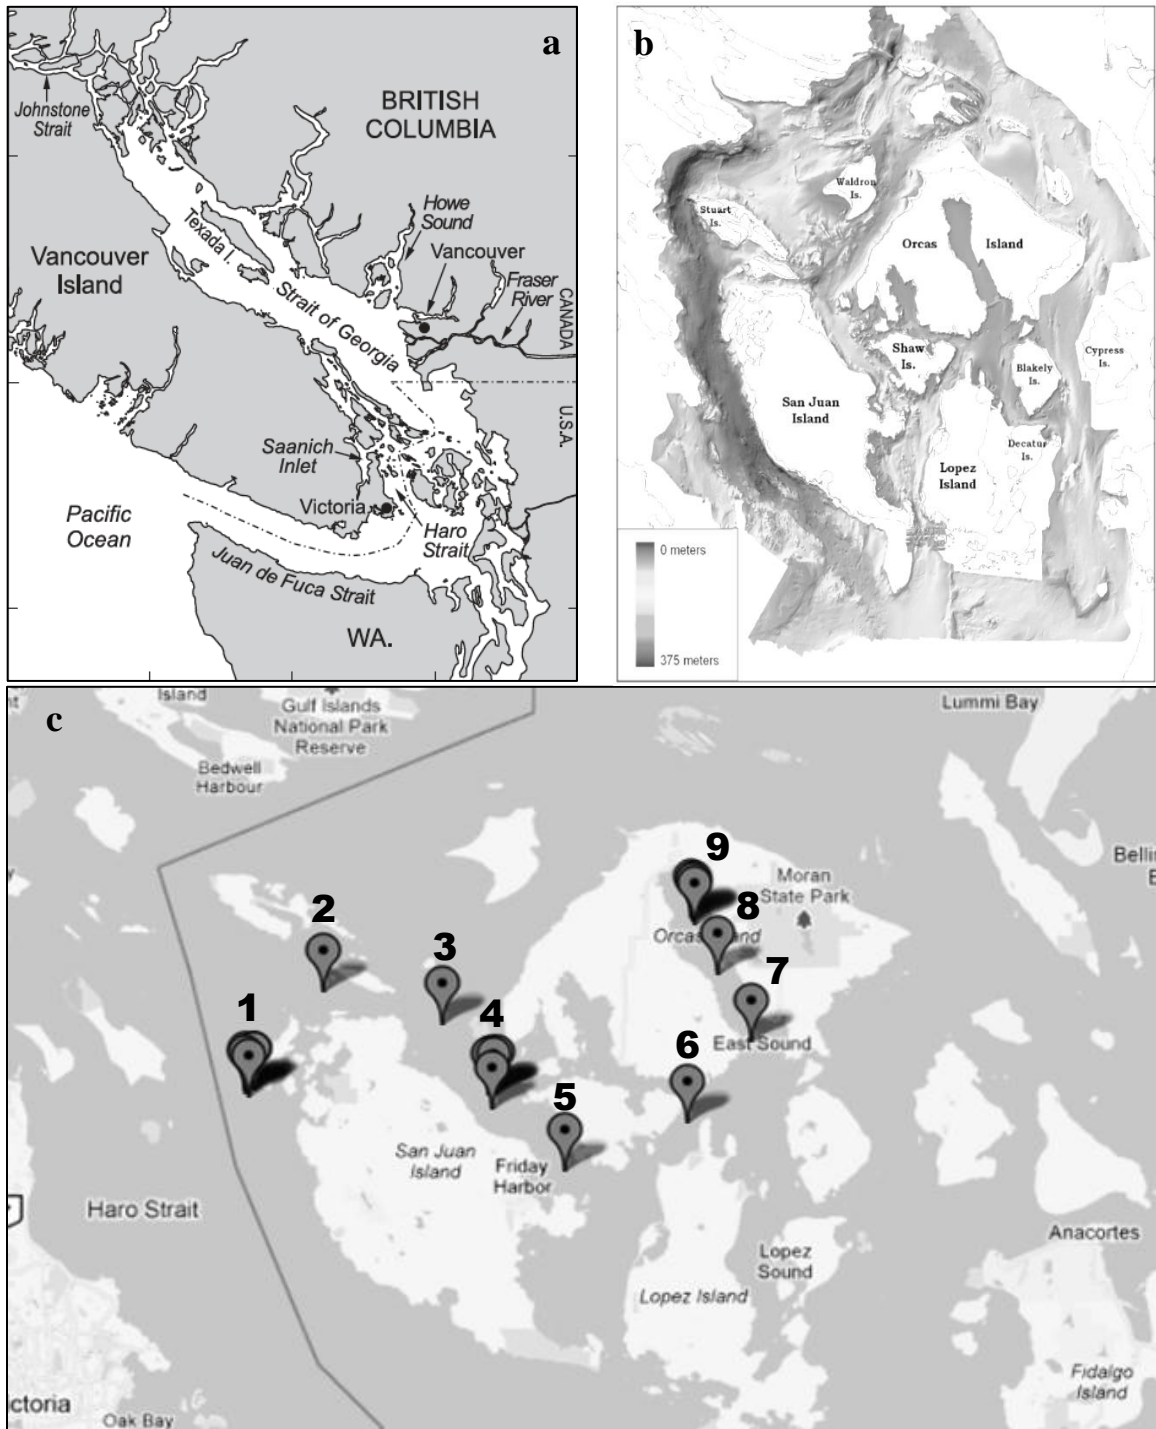 a
Johnstone
Strait
BRITISH
COLUMBIA
Howe
Sound
Vancouver
Fraser
River
CANADA
Texada I.
Vancouver
Island
Strait of Georgia
U.S.A.
Saanich
Inlet
Victoria
Pacific
Ocean
Haro
Strait
Juan de Fuca Strait
WA.
b
Waldron
Is.
Stuart
Is.
Orcas Island
Shaw
Is.
Cypress
Is.
Blakely
Is.
San Juan
Island
Decatur
Is.
Lopez
Island
0 meters
375 meters
c
Island
Gulf Islands
National Park
Reserve
Lummi Bay
Bedwell
Harbour
9
Moran
State Park
8
2
3
7
1
4
East Sound
6
5
San Juan
Island
Friday
Harbor
Haro Strait
Anacortes
Lopez
Sound
Lopez Island
Fidalgo
Island
ctoria
Oak Bay